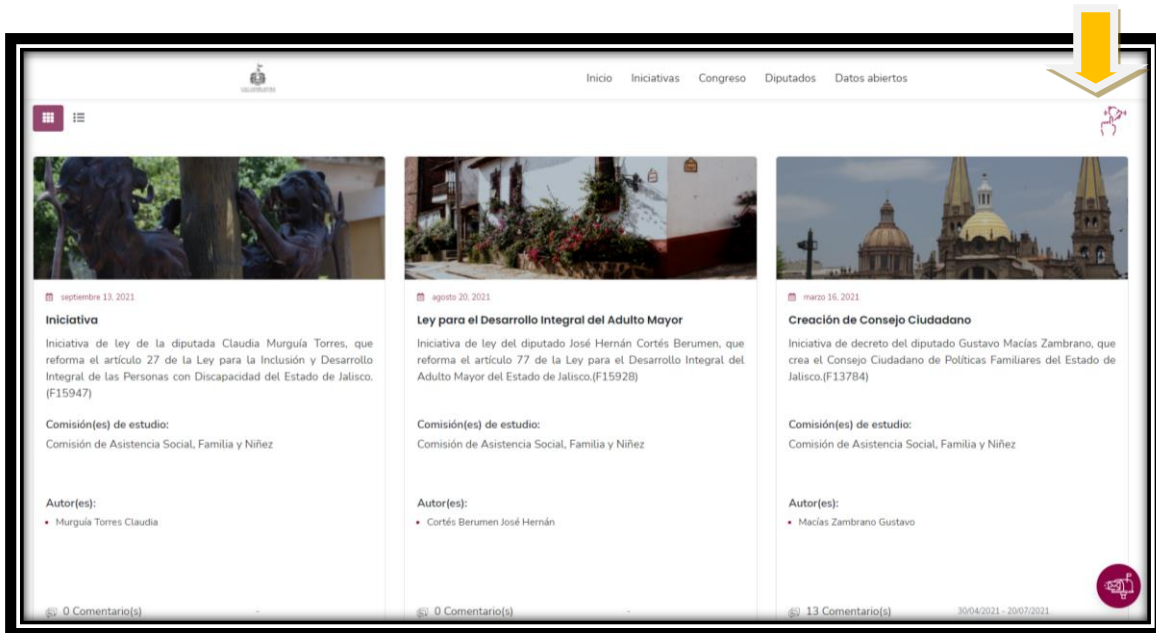 Inicio Iniciativas Congreso Diputados Datos abiertos
septiembre 13, 2021
Iniciativa
Iniciativa de ley de la diputada Claudia Murguía Torres, que
reforma el artículo 27 de la Ley para la Inclusión y Desarrollo
Integral de las Personas con Discapacidad del Estado de Jalisco.
(F15947)
Comisión(es) de estudio:
Comisión de Asistencia Social, Familia y Niñez
Autor(es):
• Murguía Torres Claudia
0 Comentario(s) -
agosto 20, 2021
Ley para el Desarrollo Integral del Adulto Mayor
Iniciativa de ley del diputado José Hernán Cortés Berumen, que
reforma el artículo 77 de la Ley para el Desarrollo Integral del
Adulto Mayor del Estado de Jalisco.(F15928)
Comisión(es) de estudio:
Comisión de Asistencia Social, Familia y Niñez
Autor(es):
• Cortés Berumen José Hernán
0 Comentario(s) -
marzo 16, 2021
Creación de Consejo Ciudadano
Iniciativa de decreto del diputado Gustavo Macías Zambrano, que
crea el Consejo Ciudadano de Políticas Familiares del Estado de
Jalisco.(F13784)
Comisión(es) de estudio:
Comisión de Asistencia Social, Familia y Niñez
Autor(es):
• Macías Zambrano Gustavo
13 Comentario(s) 30/04/2021 - 20/07/2021